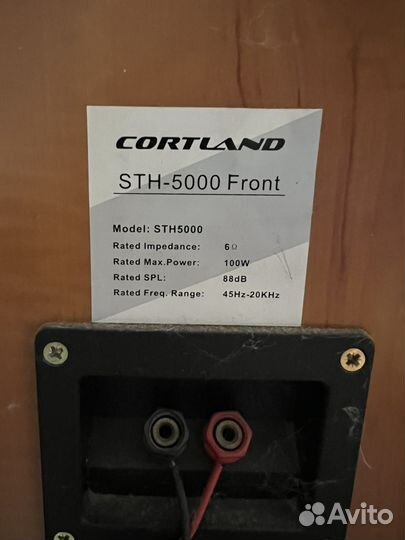 CORTLAND
STH-5000 Front
Model: STH5000
Rated Impedance: 6Ω
Rated Max.Power: 100W
Rated SPL: 88dB
Rated Freq. Range: 45Hz-20KHz
Avito